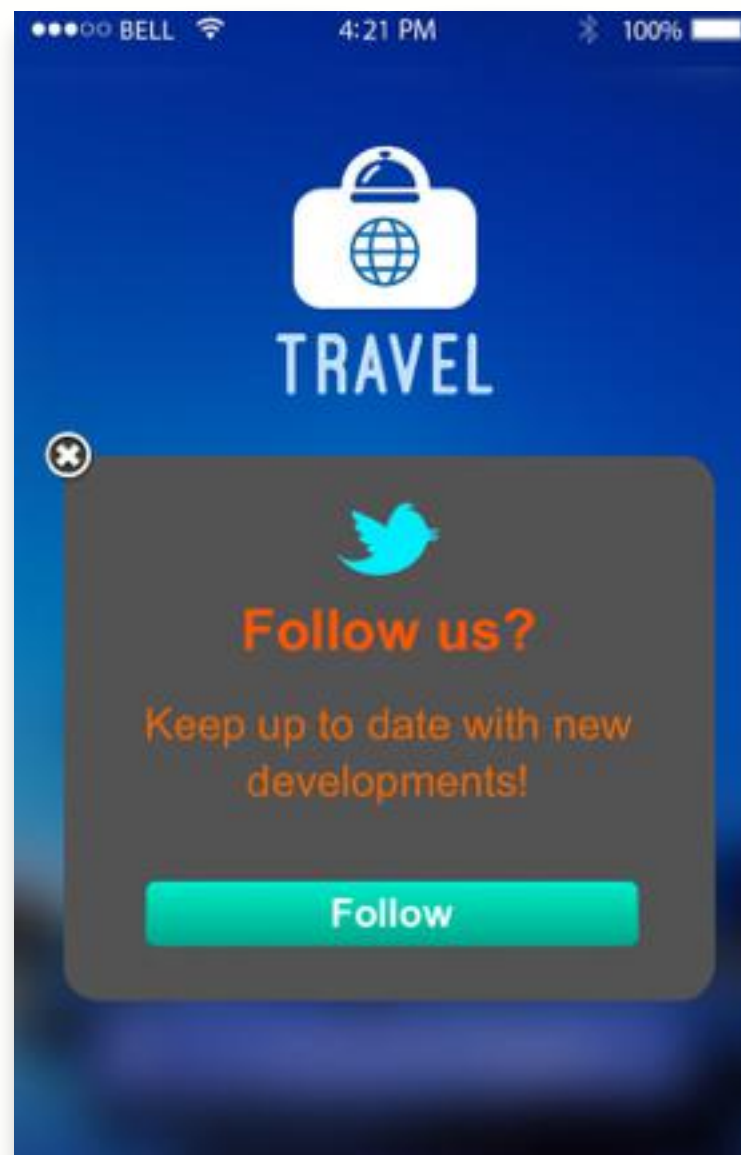 BELL 4:21 PM 100%
TRAVEL
Follow us?
Keep up to date with new
developments!
Follow